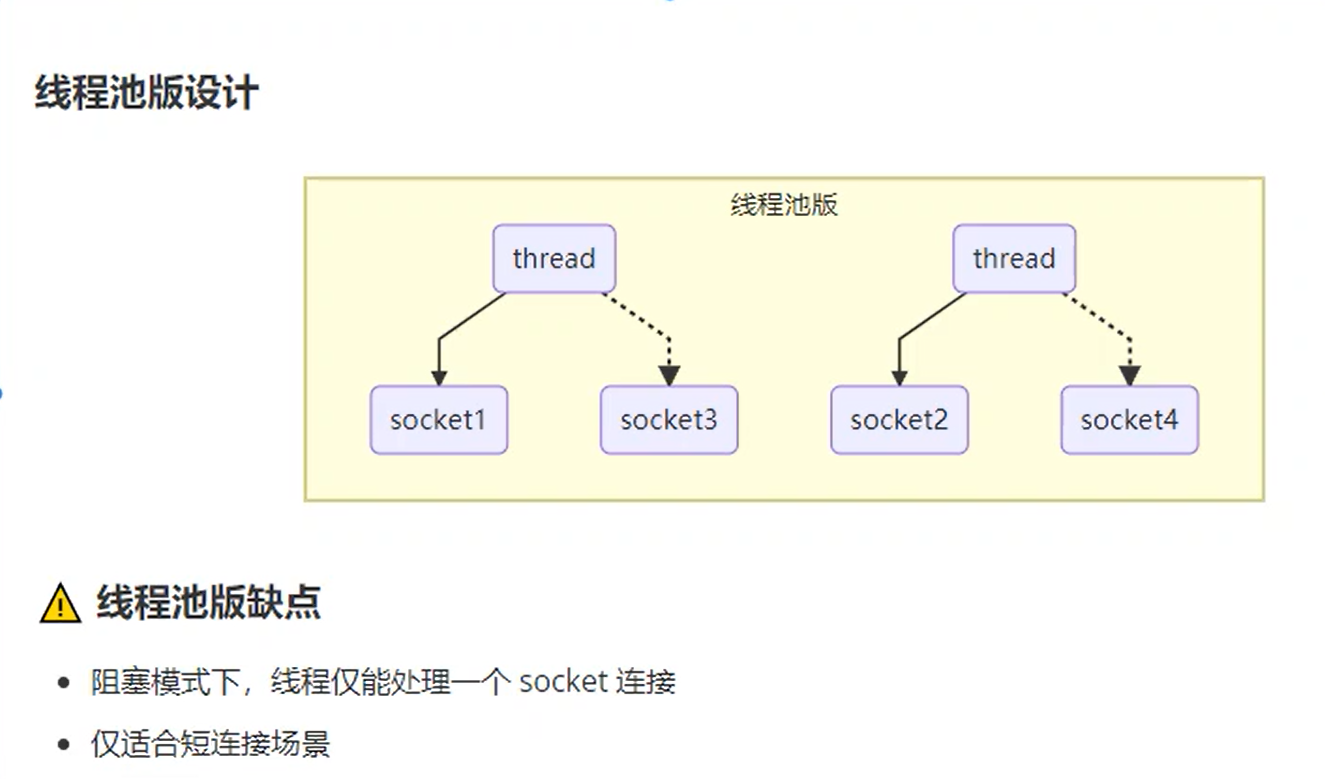 线程池版设计
线程池版
thread thread
socket1 socket3 socket2 socket4
线程池版缺点
阻塞模式下，线程仅能处理一个 socket 连接
仅适合短连接场景